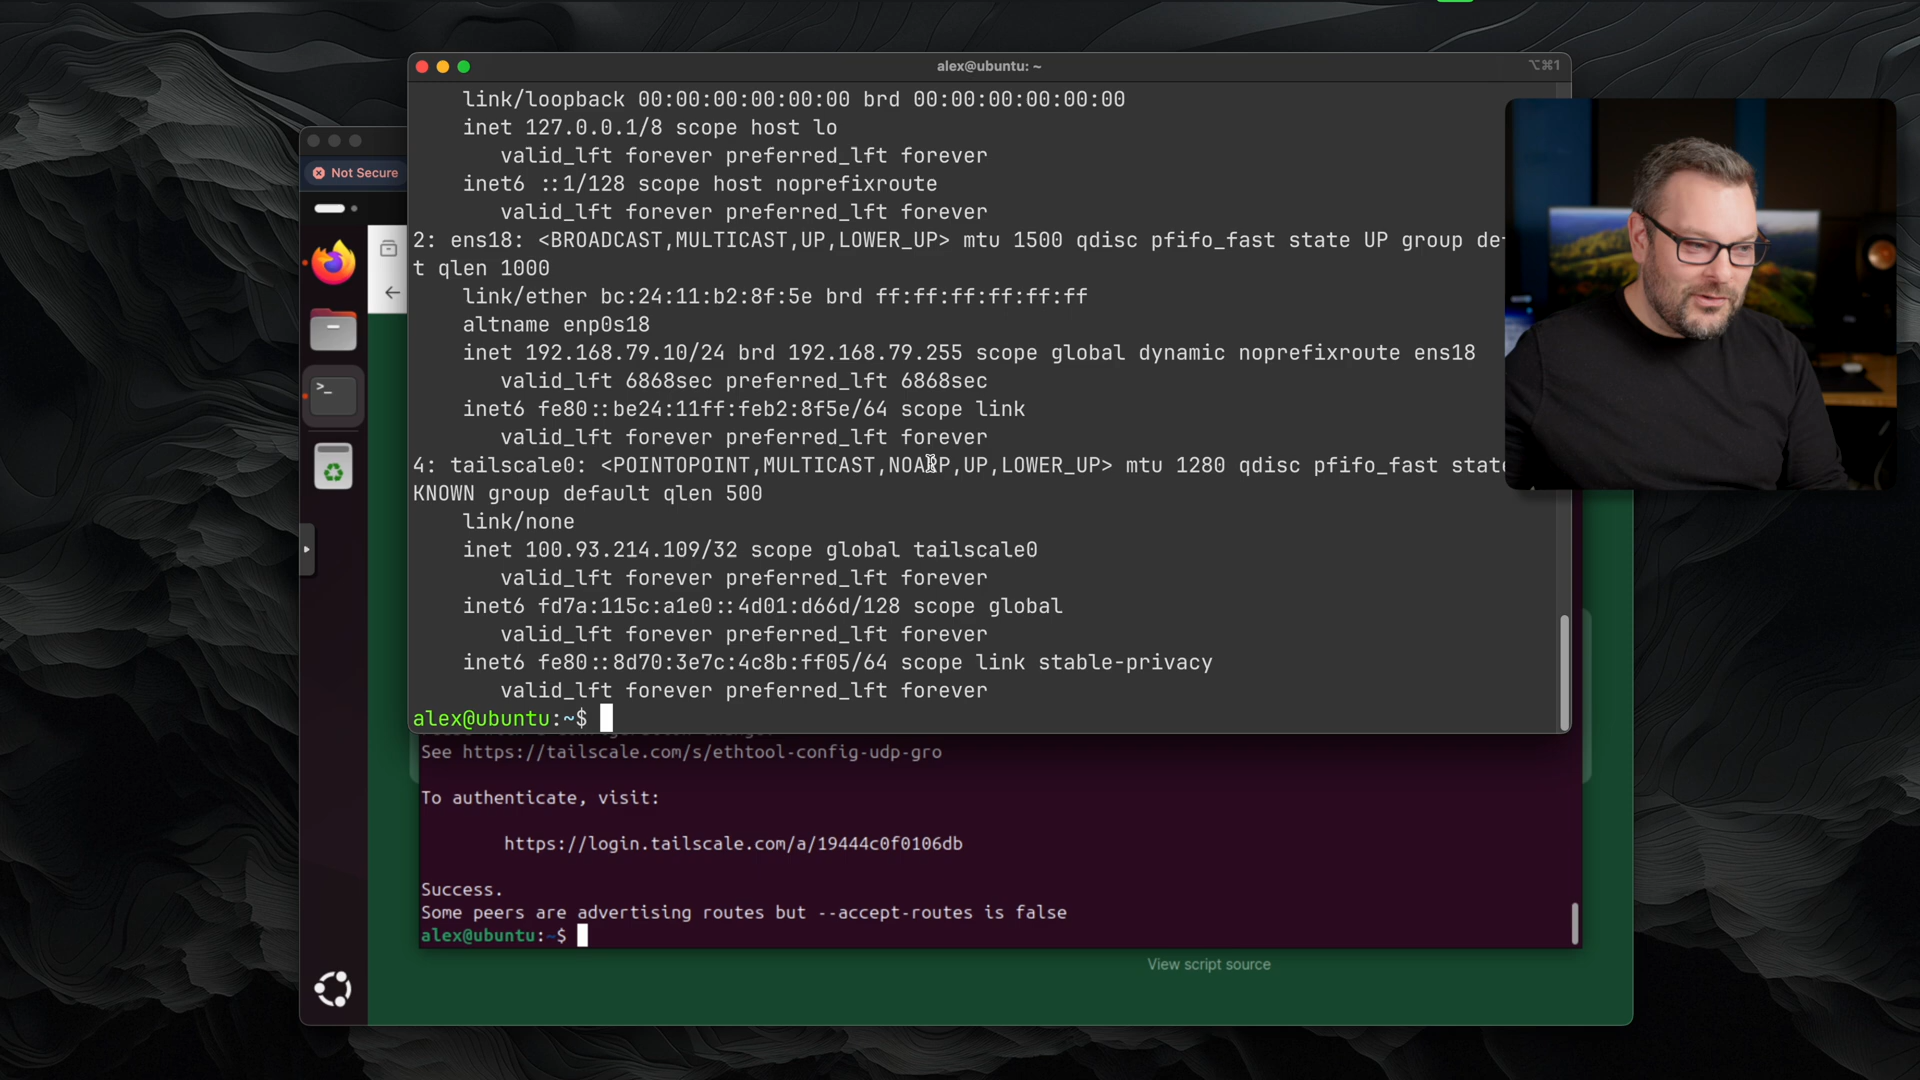 alex@ubuntu: ~
⌥⌘1
link/loopback 00:00:00:00:00:00 brd 00:00:00:00:00:00
inet 127.0.0.1/8 scope host lo
valid_lft forever preferred_lft forever
inet6 ::1/128 scope host noprefixroute
valid_lft forever preferred_lft forever
2: ens18: <BROADCAST,MULTICAST,UP,LOWER_UP> mtu 1500 qdisc pfifo_fast state UP group def
t qlen 1000
link/ether bc:24:11:b2:8f:5e brd ff:ff:ff:ff:ff:ff
altname enp0s18
inet 192.168.79.10/24 brd 192.168.79.255 scope global dynamic noprefixroute ens18
valid_lft 6868sec preferred_lft 6868sec
inet6 fe80::be24:11ff:feb2:8f5e/64 scope link
valid_lft forever preferred_lft forever
4: tailscale0: <POINTOPOINT,MULTICAST,NOARP,UP,LOWER_UP> mtu 1280 qdisc pfifo_fast state
KNOWN group default qlen 500
link/none
inet 100.93.214.109/32 scope global tailscale0
valid_lft forever preferred_lft forever
inet6 fd7a:115c:a1e0::4d01:d66d/128 scope global
valid_lft forever preferred_lft forever
inet6 fe80::8d70:3e7c:4c8b:ff05/64 scope link stable-privacy
valid_lft forever preferred_lft forever
alex@ubuntu:~$
Not Secure
See https://tailscale.com/s/ethtool-config-udp-gro
To authenticate, visit:
https://login.tailscale.com/a/19444c0f0106db
Success.
Some peers are advertising routes but --accept-routes is false
alex@ubuntu:~$
View script source